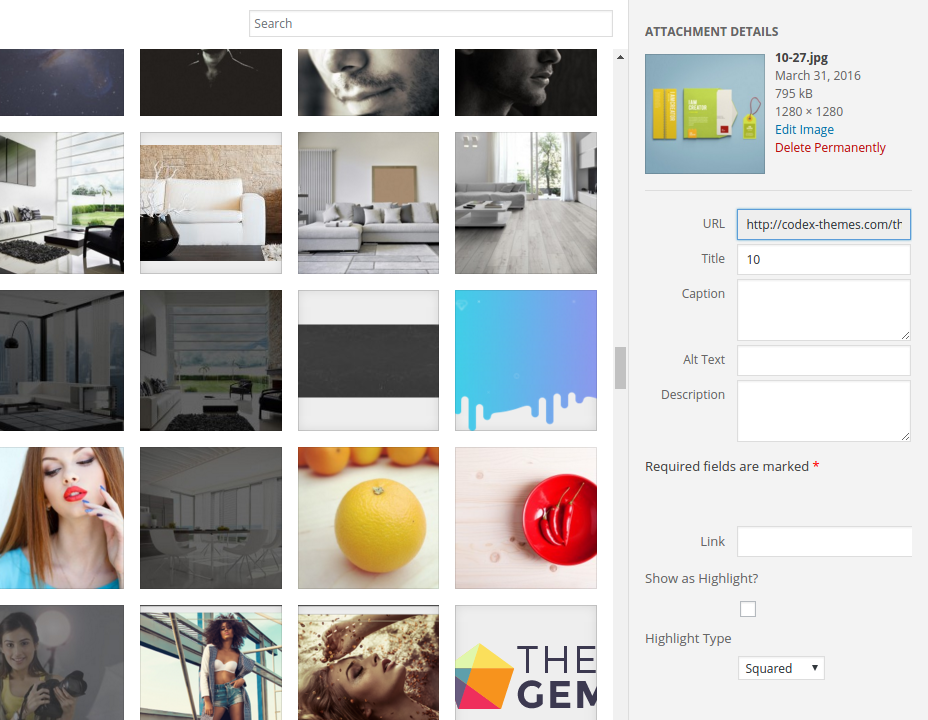 Search
ATTACHMENT DETAILS
10-27.jpg
March 31, 2016
795 kB
1280 × 1280
Edit Image
Delete Permanently
URL http://codex-themes.com/th
Title 10
Caption
Alt Text
Description
Required fields are marked *
Link
Show as Highlight?
Highlight Type
Squared
THE
GEM